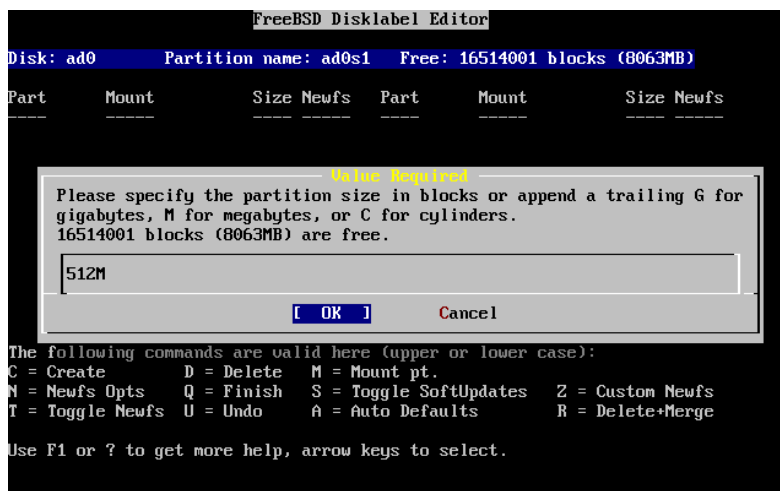 FreeBSD Disklabel Editor
Disk: ad0 Partition name: ad0s1 Free: 16514001 blocks (8063MB)
Part Mount Size Newfs Part Mount Size Newfs
---- ----- ---- ----- ---- ----- ---- -----
Value Required
Please specify the partition size in blocks or append a trailing G for
gigabytes, M for megabytes, or C for cylinders.
16514001 blocks (8063MB) are free.
512M
[ OK ] Cancel
The following commands are valid here (upper or lower case):
C = Create D = Delete M = Mount pt.
N = Newfs Opts Q = Finish S = Toggle SoftUpdates Z = Custom Newfs
T = Toggle Newfs U = Undo A = Auto Defaults R = Delete+Merge
Use F1 or ? to get more help, arrow keys to select.